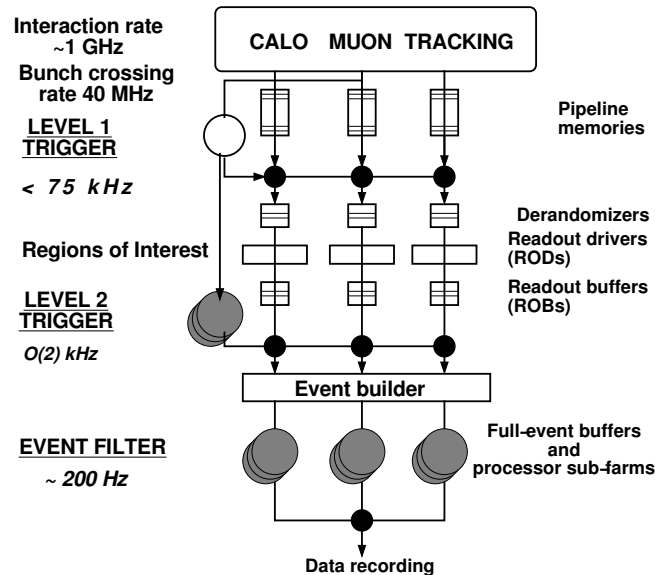 Interaction rate
~1 GHz
CALO MUON TRACKING
Bunch crossing
rate 40 MHz
Pipeline
memories
LEVEL 1
TRIGGER
< 75 kHz
Derandomizers
Regions of Interest
Readout drivers
(RODs)
LEVEL 2
TRIGGER
Readout buffers
(ROBs)
O(2) kHz
Event builder
EVENT FILTER
~ 200 Hz
Full-event buffers
and
processor sub-farms
Data recording